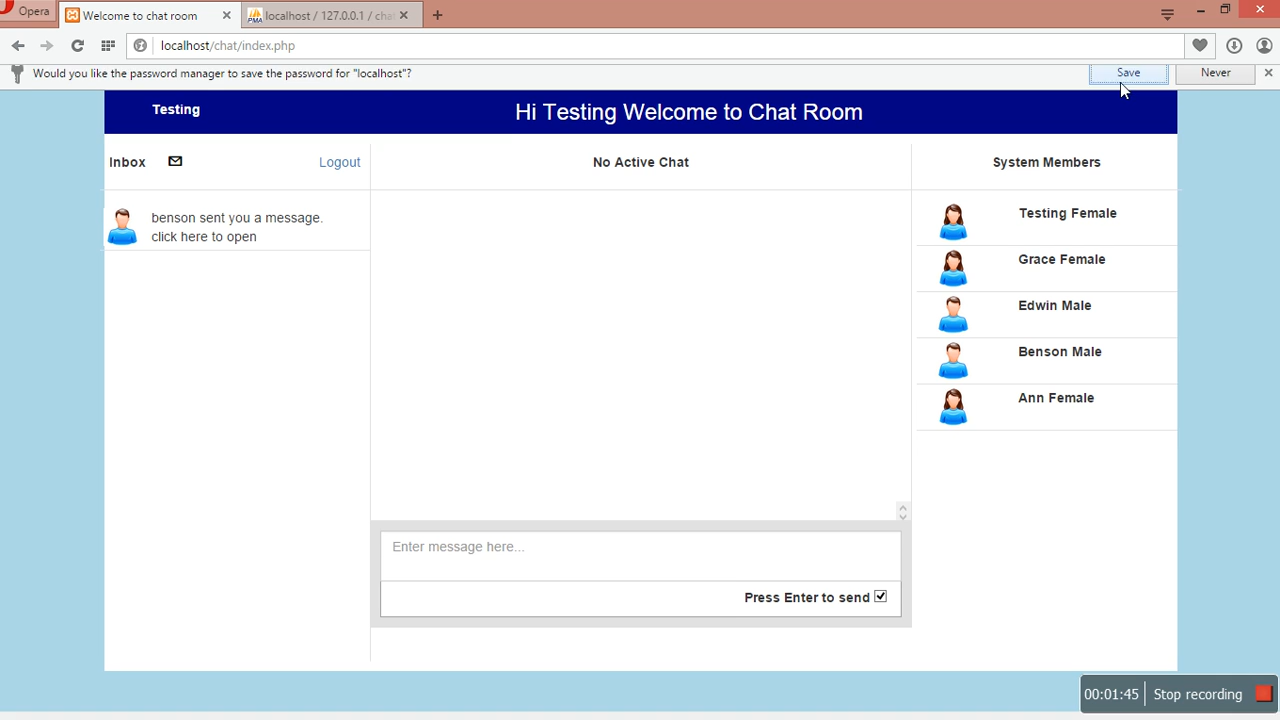 Opera
Welcome to chat room
localhost / 127.0.0.1 / cha
localhost/chat/index.php
Would you like the password manager to save the password for "localhost"?
Save
Never
Testing
Hi Testing Welcome to Chat Room
Inbox
Logout
No Active Chat
System Members
benson sent you a message.
click here to open
Testing Female
Grace Female
Edwin Male
Benson Male
Ann Female
Enter message here...
Press Enter to send
00:01:45
Stop recording